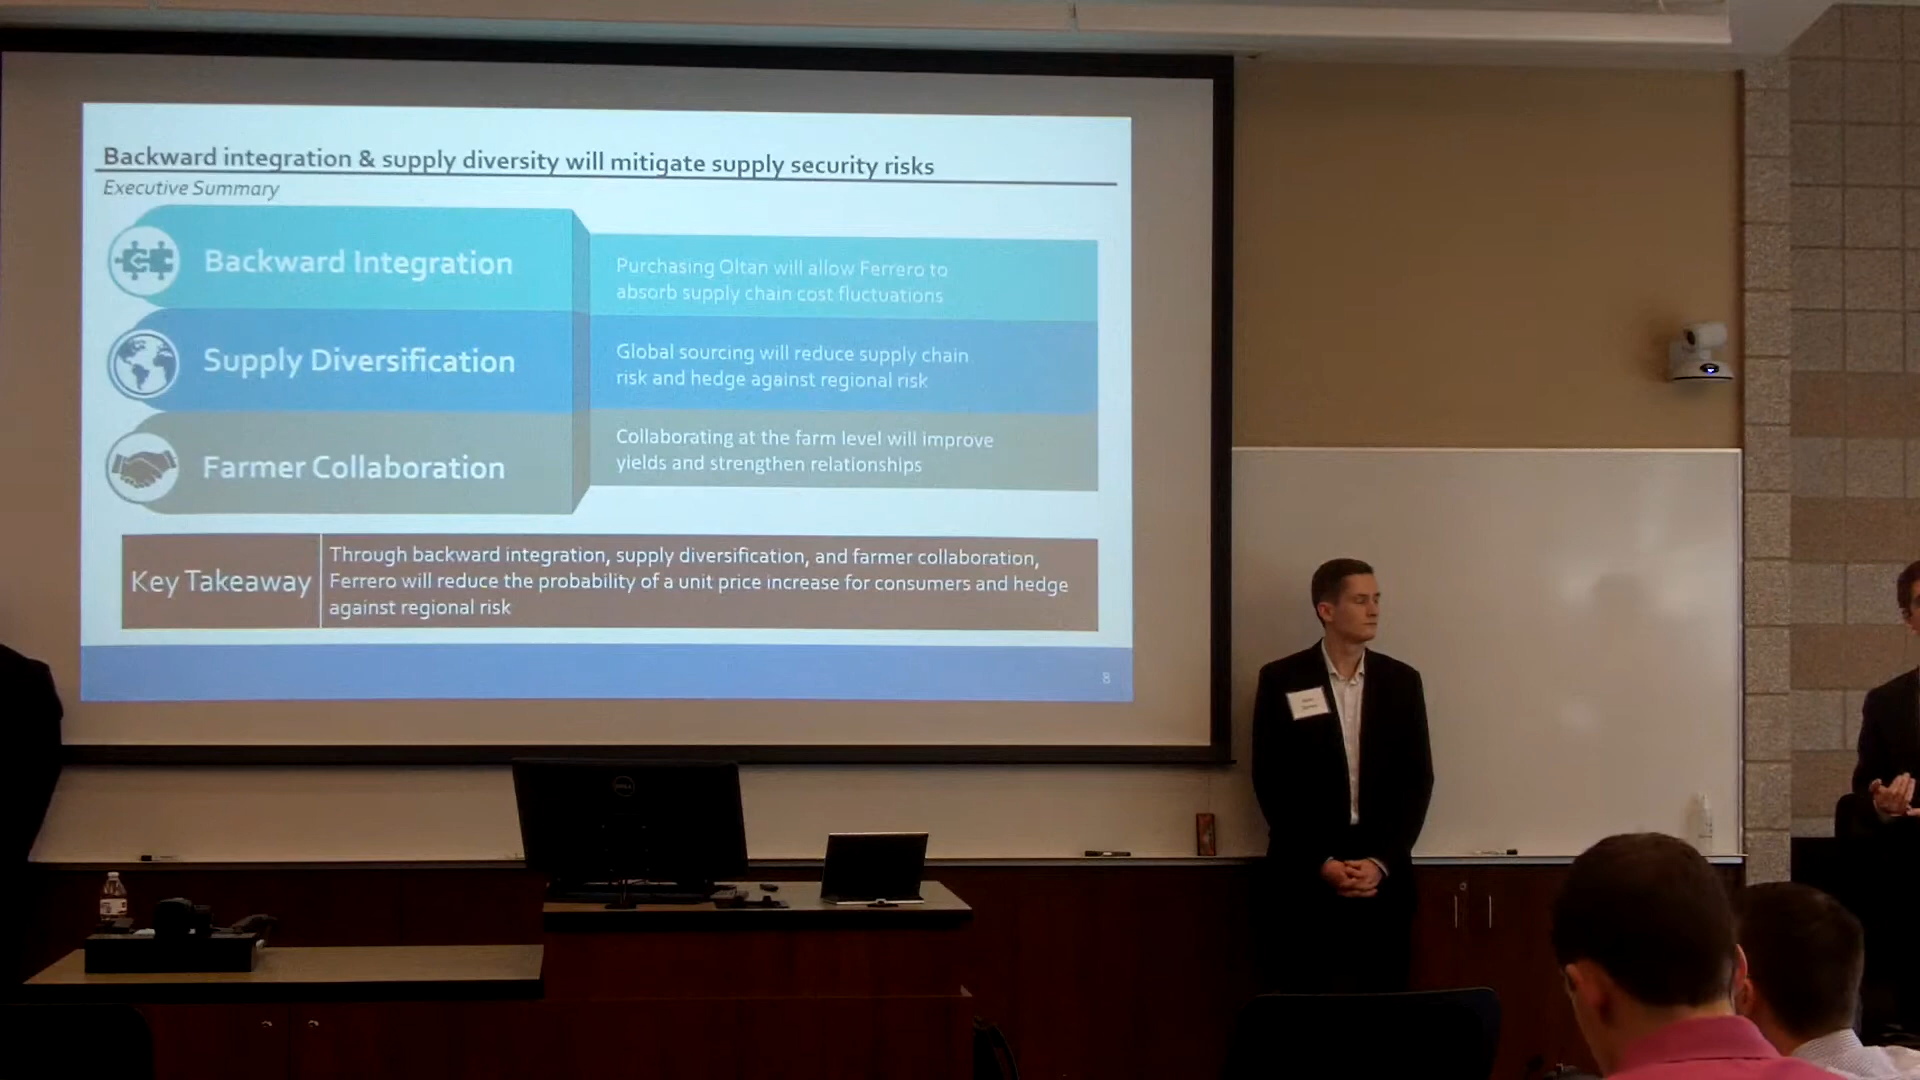 Backward integration & supply diversity will mitigate supply security risks
Executive Summary
Backward Integration
Purchasing Oltan will allow Ferrero to
absorb supply chain cost fluctuations
Supply Diversification
Global sourcing will reduce supply chain
risk and hedge against regional risk
Farmer Collaboration
Collaborating at the farm level will improve
yields and strengthen relationships
Key Takeaway
Through backward integration, supply diversification, and farmer collaboration,
Ferrero will reduce the probability of a unit price increase for consumers and hedge
against regional risk
8
DELL